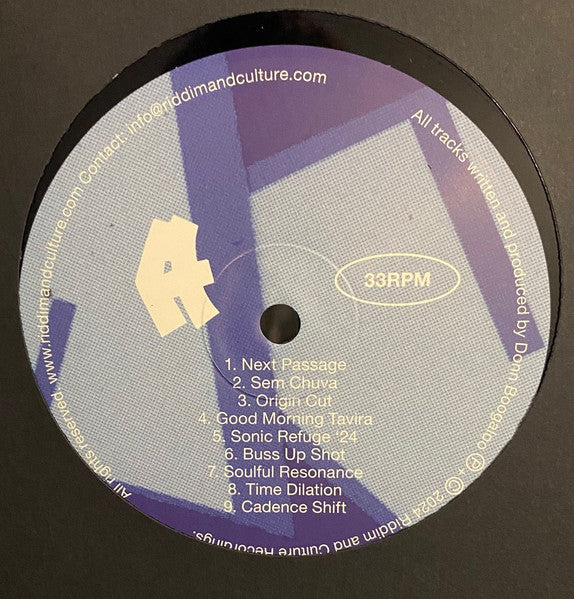 www.riddimandculture.com Contact: info@riddimandculture.com
All tracks written and produced by Donn Boogaloo ℗, © 2024 Riddim and Culture Recordings.
All rights reserved.
33RPM
1. Next Passage
2. Sem Chuva
3. Origin Cut
4. Good Morning Tavira
5. Sonic Refuge '24
6. Buss Up Shot
7. Soulful Resonance
8. Time Dilation
9. Cadence Shift